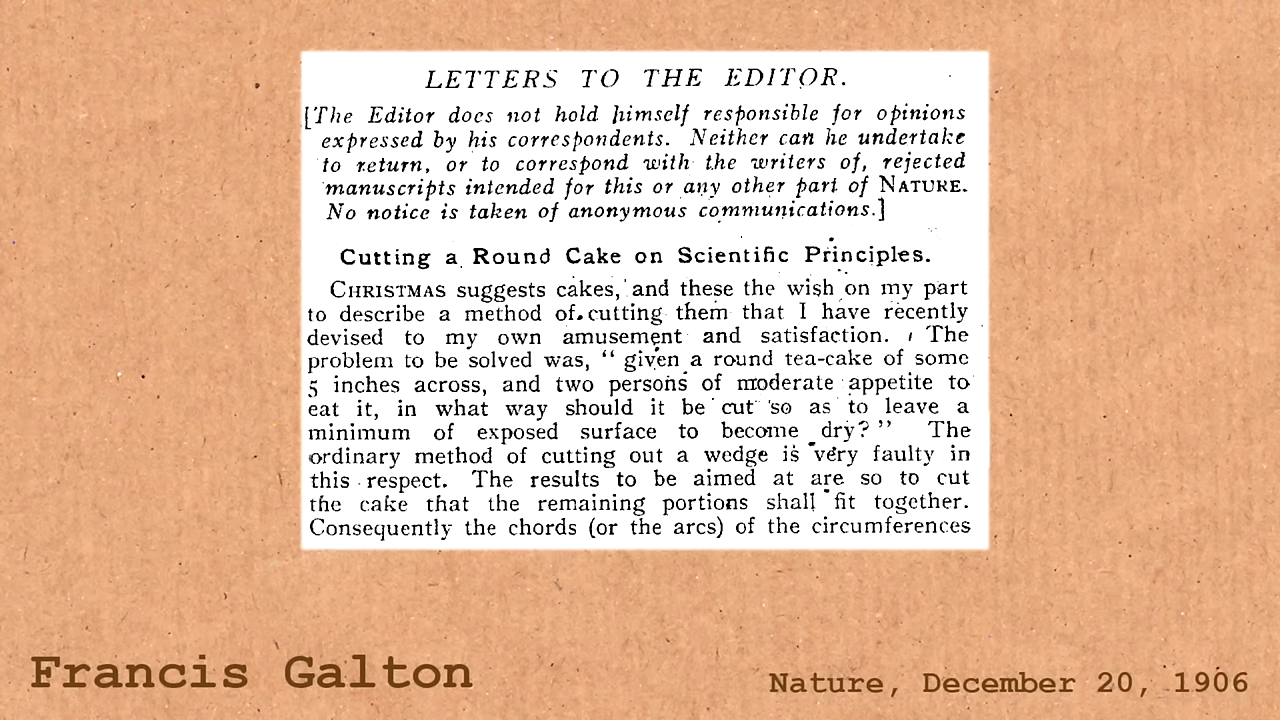 LETTERS TO THE EDITOR.
[The Editor does not hold himself responsible for opinions
expressed by his correspondents. Neither can he undertake
to return, or to correspond with the writers of, rejected
manuscripts intended for this or any other part of NATURE.
No notice is taken of anonymous communications.]
Cutting a Round Cake on Scientific Principles.
CHRISTMAS suggests cakes, and these the wish on my part
to describe a method of cutting them that I have recently
devised to my own amusement and satisfaction. The
problem to be solved was, “ given a round tea-cake of some
5 inches across, and two persons of moderate appetite to
eat it, in what way should it be cut so as to leave a
minimum of exposed surface to become dry? ” The
ordinary method of cutting out a wedge is very faulty in
this respect. The results to be aimed at are so to cut
the cake that the remaining portions shall fit together.
Consequently the chords (or the arcs) of the circumferences
Francis Galton
Nature, December 20, 1906